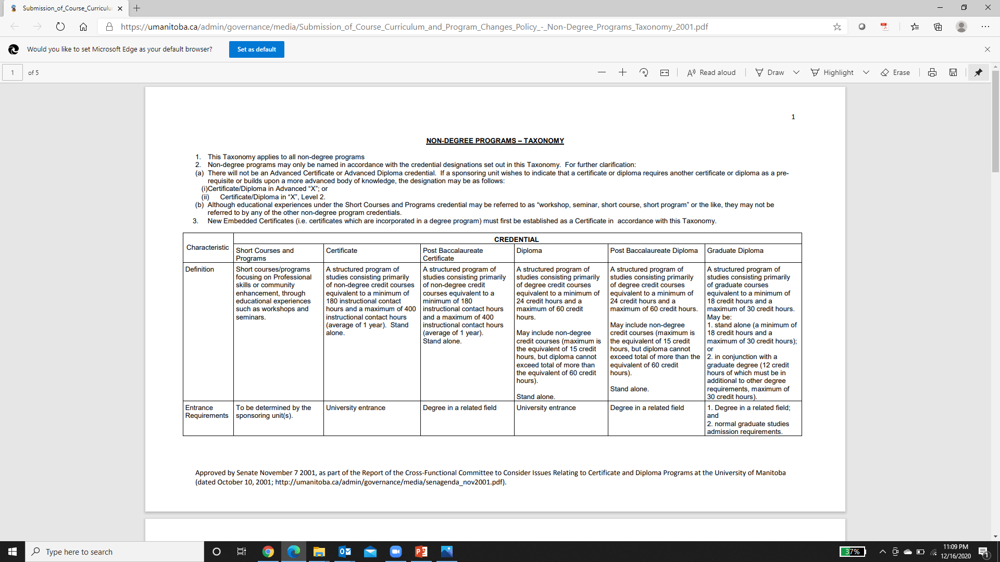 Submission_of_Course_Curriculu
https://umanitoba.ca/admin/governance/media/Submission_of_Course_Curriculum_and_Program_Changes_Policy_-_Non-Degree_Programs_Taxonomy_2001.pdf
Would you like to set Microsoft Edge as your default browser?
Set as default
1
of 5
Read aloud
Draw
Highlight
Erase
1
NON-DEGREE PROGRAMS – TAXONOMY
1. This Taxonomy applies to all non-degree programs
2. Non-degree programs may only be named in accordance with the credential designations set out in this Taxonomy. For further clarification:
(a) There will not be an Advanced Certificate or Advanced Diploma credential. If a sponsoring unit wishes to indicate that a certificate or diploma requires another certificate or diploma as a pre-
requisite or builds upon a more advanced body of knowledge, the designation may be as follows:
(i)Certificate/Diploma in Advanced “X”; or
(ii) Certificate/Diploma in “X”, Level 2.
(b) Although educational experiences under the Short Courses and Programs credential may be referred to as “workshop, seminar, short course, short program” or the like, they may not be
referred to by any of the other non-degree program credentials.
3. New Embedded Certificates (i.e. certificates which are incorporated in a degree program) must first be established as a Certificate in accordance with this Taxonomy.
Characteristic
CREDENTIAL
Short Courses and
Programs
Certificate
Post Baccalaureate
Certificate
Diploma
Post Baccalaureate Diploma
Graduate Diploma
Definition
Short courses/programs
focusing on Professional
skills or community
enhancement, through
educational experiences
such as workshops and
seminars.
A structured program of
studies consisting primarily
of non-degree credit courses
equivalent to a minimum of
180 instructional contact
hours and a maximum of 400
instructional contact hours
(average of 1 year). Stand
alone.
A structured program of
studies consisting primarily
of non-degree credit
courses equivalent to a
minimum of 180
instructional contact hours
and a maximum of 400
instructional contact hours
(average of 1 year).
Stand alone.
A structured program of
studies consisting primarily
of degree credit courses
equivalent to a minimum of
24 credit hours and a
maximum of 60 credit
hours.
May include non-degree
credit courses (maximum is
the equivalent of 15 credit
hours, but diploma cannot
exceed total of more than
the equivalent of 60 credit
hours).
Stand alone.
A structured program of
studies consisting primarily
of degree credit courses
equivalent to a minimum of
24 credit hours and a
maximum of 60 credit hours.
May include non-degree
credit courses (maximum is
the equivalent of 15 credit
hours, but diploma cannot
exceed total of more than the
equivalent of 60 credit
hours).
Stand alone.
A structured program of
studies consisting primarily
of graduate courses
equivalent to a minimum of
18 credit hours and a
maximum of 30 credit hours.
May be:
1. stand alone (a minimum of
18 credit hours and a
maximum of 30 credit hours);
or
2. in conjunction with a
graduate degree (12 credit
hours of which must be in
additional to other degree
requirements, maximum of
30 credit hours).
Entrance
Requirements
To be determined by the
sponsoring unit(s).
University entrance
Degree in a related field
University entrance
Degree in a related field
1. Degree in a related field;
and
2. normal graduate studies
admission requirements.
Approved by Senate November 7 2001, as part of the Report of the Cross-Functional Committee to Consider Issues Relating to Certificate and Diploma Programs at the University of Manitoba
(dated October 10, 2001; http://umanitoba.ca/admin/governance/media/senagenda_nov2001.pdf).
Type here to search
37%
11:09 PM
12/16/2020
1